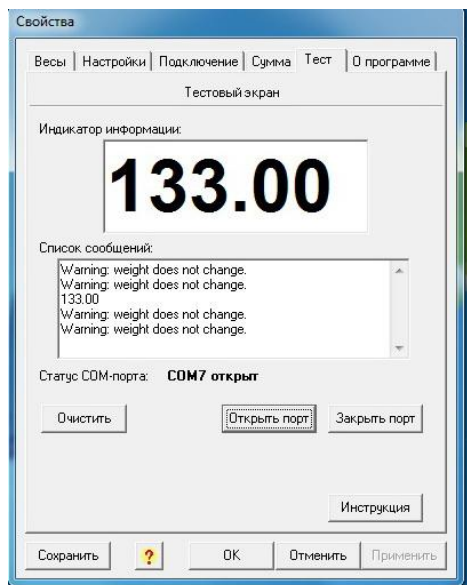 Свойства
Весы Настройки Подключение Сумма Тест О программе
Тестовый экран
Индикатор информации:
133.00
Список сообщений:
Warning: weight does not change.
Warning: weight does not change.
133.00
Warning: weight does not change.
Warning: weight does not change.
Статус COM-порта: COM7 открыт
Очистить Открыть порт Закрыть порт
Инструкция
Сохранить ? OK Отменить Применить